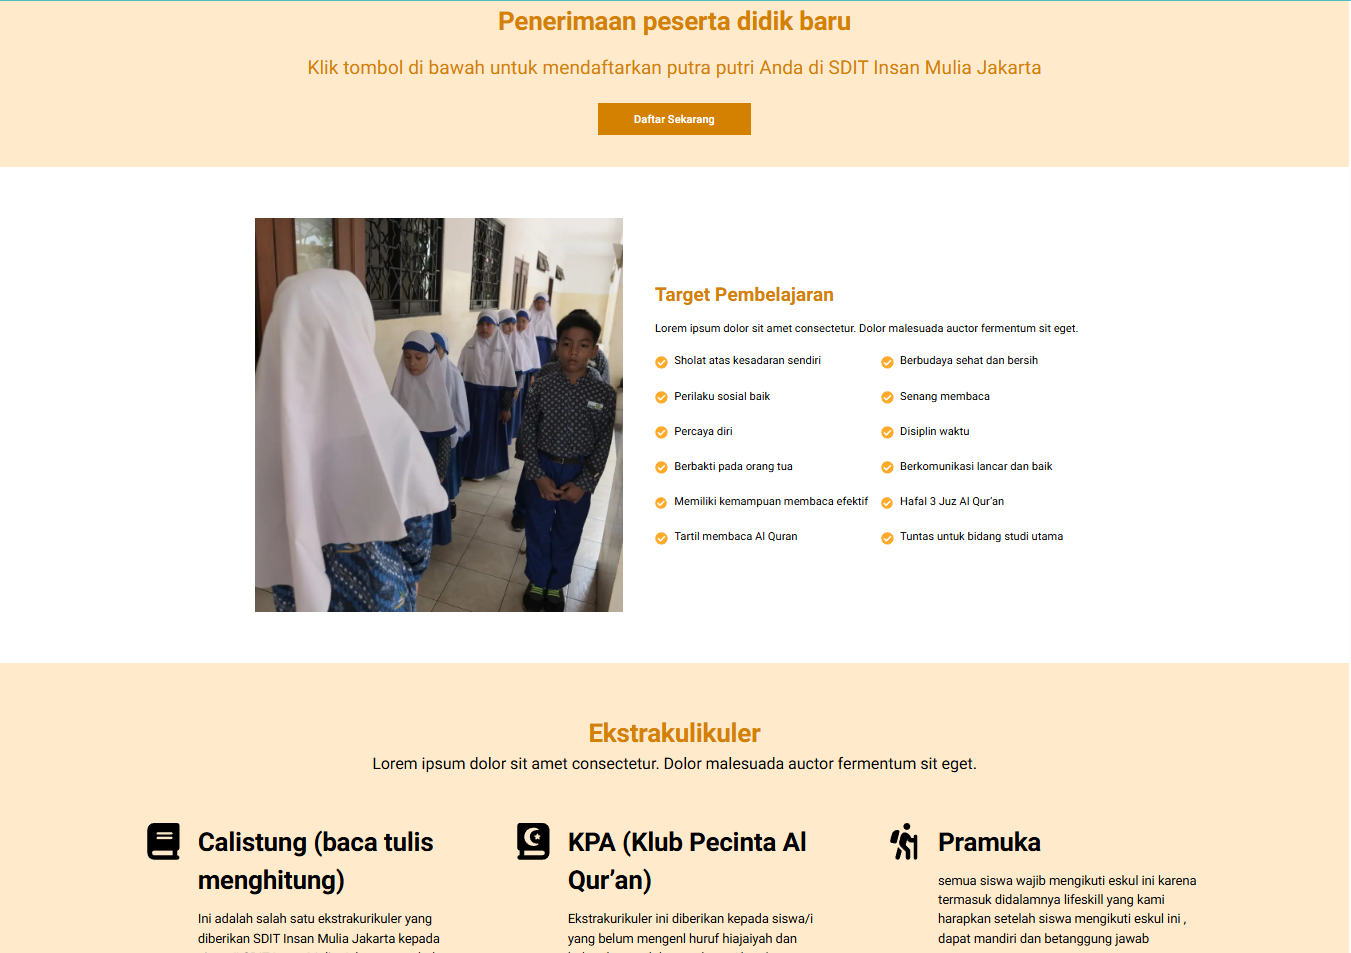 Penerimaan peserta didik baru
Klik tombol di bawah untuk mendaftarkan putra putri Anda di SDIT Insan Mulia Jakarta
Daftar Sekarang
Target Pembelajaran
Lorem ipsum dolor sit amet consectetur. Dolor malesuada auctor fermentum sit eget.
Sholat atas kesadaran sendiri
Perilaku sosial baik
Percaya diri
Berbakti pada orang tua
Memiliki kemampuan membaca efektif
Tartil membaca Al Quran
Berbudaya sehat dan bersih
Senang membaca
Disiplin waktu
Berkomunikasi lancar dan baik
Hafal 3 Juz Al Qur’an
Tuntas untuk bidang studi utama
Ekstrakulikuler
Lorem ipsum dolor sit amet consectetur. Dolor malesuada auctor fermentum sit eget.
Calistung (baca tulis
menghitung)
Ini adalah salah satu ekstrakurikuler yang
diberikan SDIT Insan Mulia Jakarta kepada
KPA (Klub Pecinta Al
Qur’an)
Ekstrakurikuler ini diberikan kepada siswa/i
yang belum mengenl huruf hiajaiyah dan
Pramuka
semua siswa wajib mengikuti eskul ini karena
termasuk didalamnya lifeskill yang kami
harapkan setelah siswa mengikuti eskul ini ,
dapat mandiri dan betanggung jawab